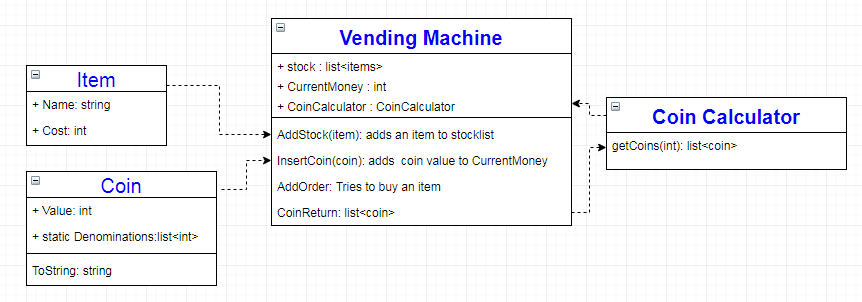 Vending Machine
+ stock : list<items>
+ CurrentMoney : int
+ CoinCalculator : CoinCalculator
AddStock(item): adds an item to stocklist
InsertCoin(coin): adds coin value to CurrentMoney
AddOrder: Tries to buy an item
CoinReturn: list<coin>
Item
+ Name: string
+ Cost: int
Coin
+ Value: int
+ static Denominations:list<int>
ToString: string
Coin Calculator
getCoins(int): list<coin>